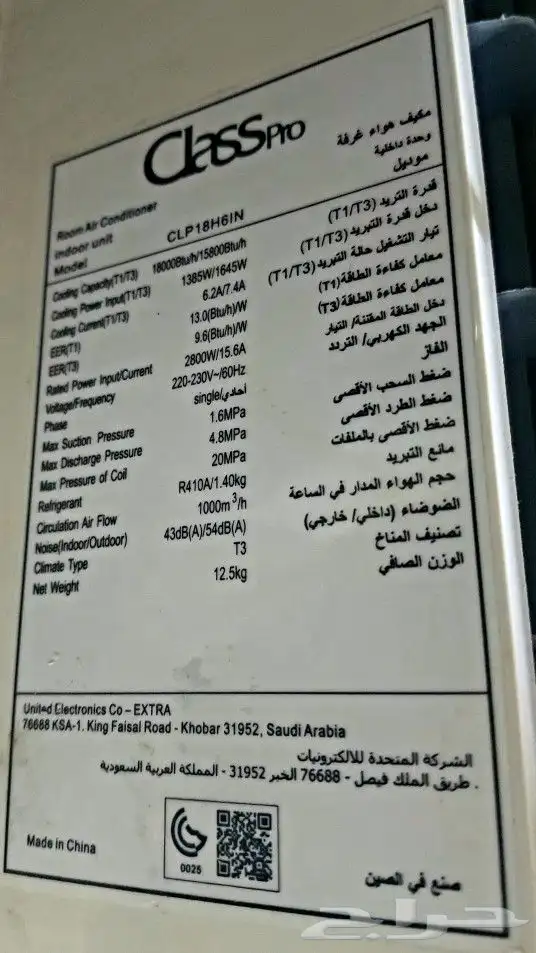 Class Pro
Room Air Conditioner مكيف هواء غرفة
Indoor unit وحدة داخلية
Model CLP18H6IN موديل
Cooling Capacity(T1/T3) 18000Btu/h/15800Btu/h قدرة التبريد (T1/T3)
Cooling Power Input(T1/T3) 1385W/1645W دخل قدرة التبريد (T1/T3)
Cooling Current(T1/T3) 6.2A/7.4A تيار التشغيل حالة التبريد (T1/T3)
EER(T1) 13.0(Btu/h)/W معامل كفاءة الطاقة(T1)
EER(T3) 9.6(Btu/h)/W معامل كفاءة الطاقة(T3)
Rated Power Input/Current 2800W/15.6A دخل الطاقة المقننة/ التيار
Voltage/Frequency 220-230V~/60Hz الجهد الكهربي/ التردد
Phase single/أحادي الفاز
Max Suction Pressure 1.6MPa ضغط السحب الأقصى
Max Discharge Pressure 4.8MPa ضغط الطرد الأقصى
Max Pressure of Coil 20MPa ضغط الأقصى بالملفات
Refrigerant R410A/1.40kg مانع التبريد
Circulation Air Flow 1000m³/h حجم الهواء المدار في الساعة
Noise(Indoor/Outdoor) 43dB(A)/54dB(A) الضوضاء (داخلي/ خارجي)
Climate Type T3 تصنيف المناخ
Net Weight 12.5kg الوزن الصافي
United Electronics Co – EXTRA
76688 KSA-1. King Faisal Road - Khobar 31952, Saudi Arabia
الشركة المتحدة للالكترونيات
طريق الملك فيصل - 76688 الخبر 31952 - المملكة العربية السعودية .
0025
Made in China صنع في الصين
حراج